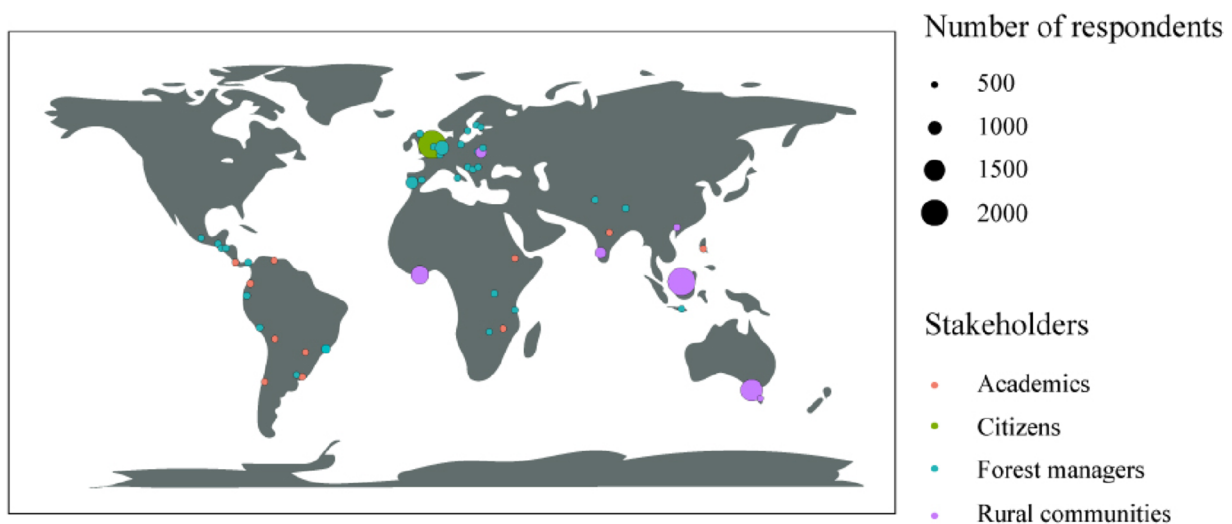 Number of respondents
500
1000
1500
2000
Stakeholders
Academics
Citizens
Forest managers
Rural communities